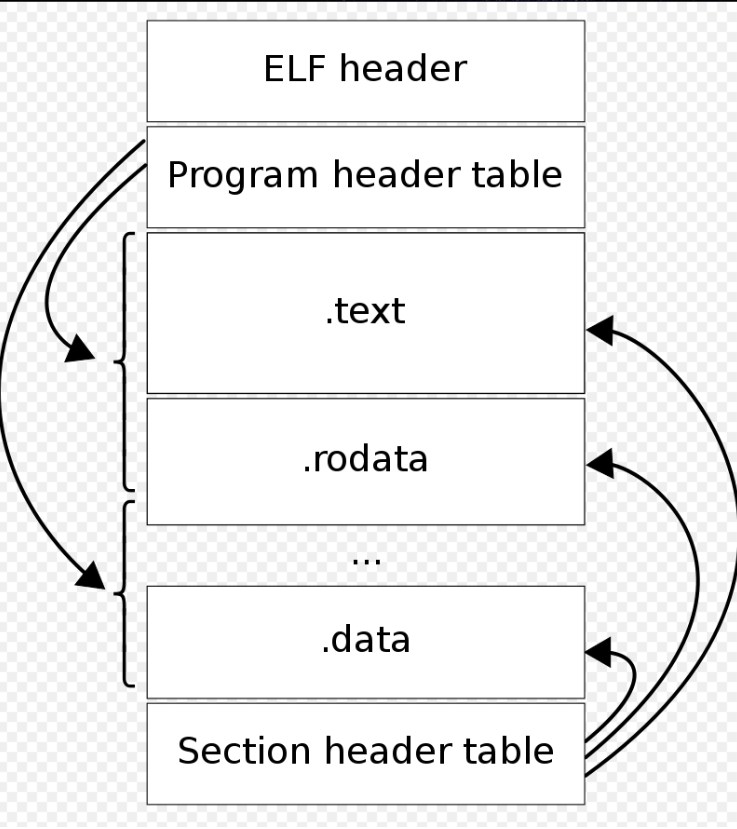 ELF header
Program header table
.text
.rodata
...
.data
Section header table